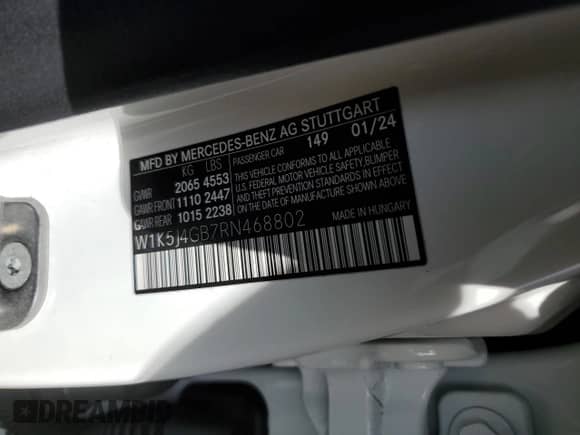 MFD BY MERCEDES-BENZ AG STUTTGART
KG LBS PASSENGER CAR 149 01/24
GVWR 2065 4553
GAWR FRONT 1110 2447
GAWR REAR 1015 2238
THIS VEHICLE CONFORMS TO ALL APPLICABLE
U.S. FEDERAL MOTOR VEHICLE SAFETY, BUMPER
AND THEFT PREVENTION STANDARDS IN EFFECT
ON THE DATE OF MANUFACTURE SHOWN ABOVE.
MADE IN HUNGARY
W1K5J4GB7RN468802
DREAMBID